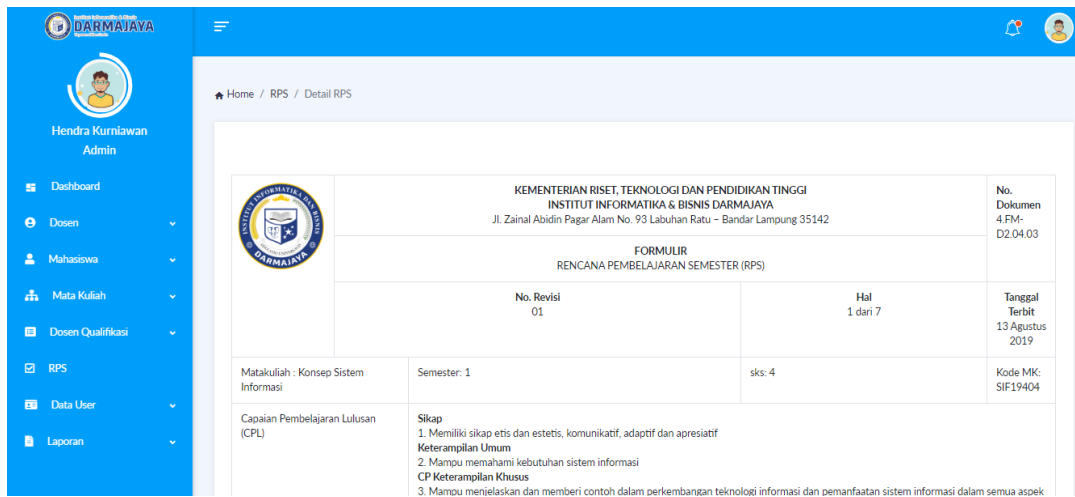 DARMAJAYA
Hendra Kurniawan
Admin
Dashboard
Dosen
Mahasiswa
Mata Kuliah
Dosen Qualifikasi
RPS
Data User
Laporan
Home / RPS / Detail RPS
INSTITUT INFORMATIKA DAN BISNIS
DARMAJAYA
KEMENTERIAN RISET, TEKNOLOGI DAN PENDIDIKAN TINGGI
INSTITUT INFORMATIKA & BISNIS DARMAJAYA
Jl. Zainal Abidin Pagar Alam No. 93 Labuhan Ratu – Bandar Lampung 35142
No.
Dokumen
4.FM-
D2.04.03
FORMULIR
RENCANA PEMBELAJARAN SEMESTER (RPS)
No. Revisi
01
Hal
1 dari 7
Tanggal
Terbit
13 Agustus
2019
Matakuliah : Konsep Sistem
Informasi
Semester: 1
sks: 4
Kode MK:
SIF19404
Capaian Pembelajaran Lulusan
(CPL)
Sikap
1. Memiliki sikap etis dan estetis, komunikatif, adaptif dan apresiatif
Keterampilan Umum
2. Mampu memahami kebutuhan sistem informasi
CP Keterampilan Khusus
3. Mampu menjelaskan dan memberi contoh dalam perkembangan teknologi informasi dan pemanfaatan sistem informasi dalam semua aspek